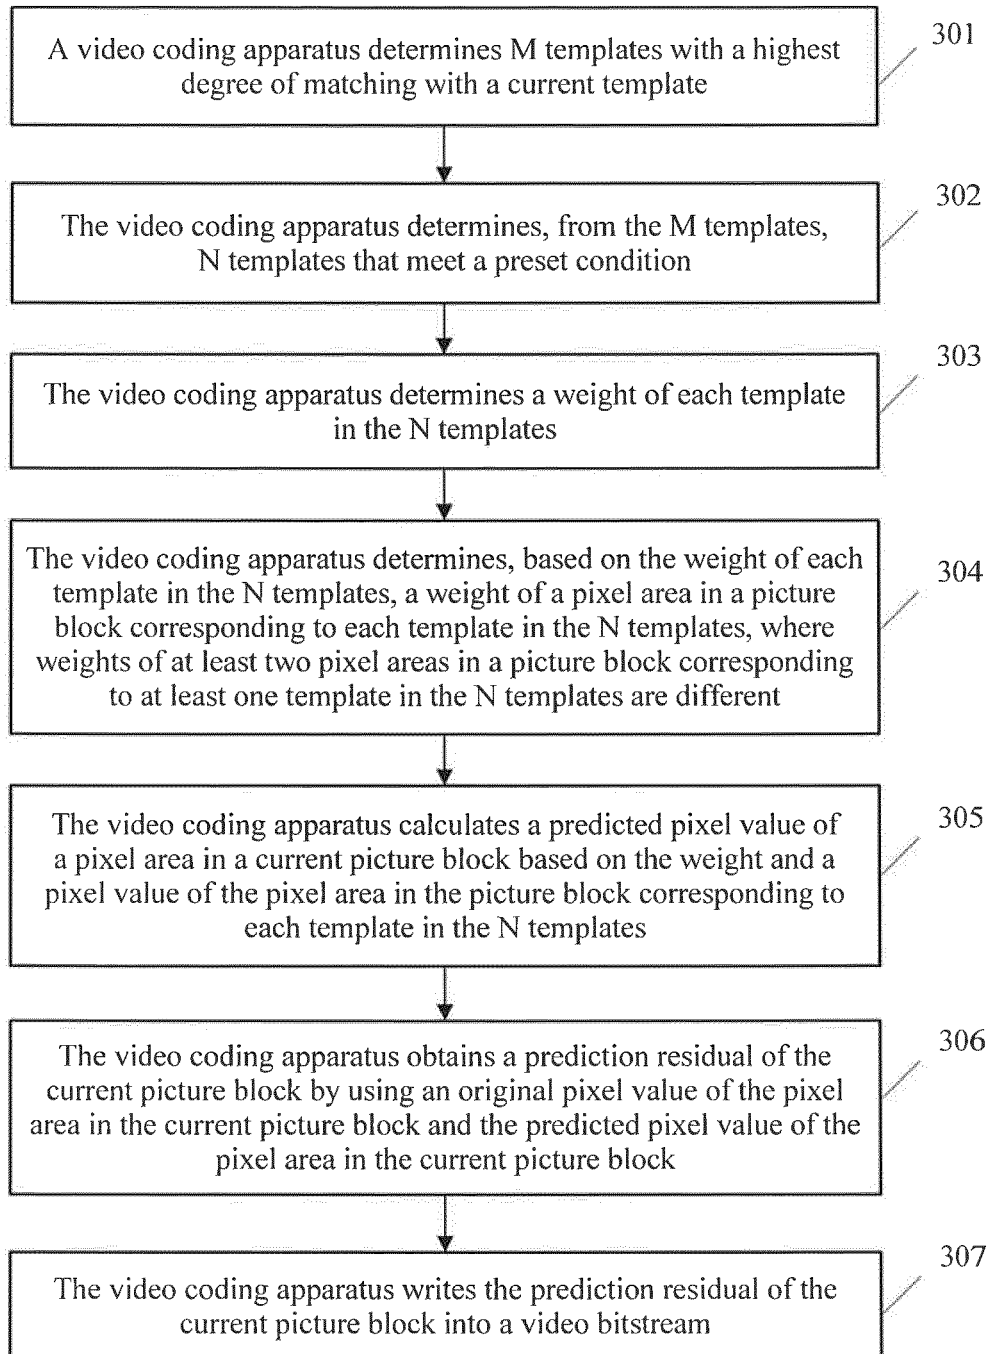 A video coding apparatus determines M templates with a highest
degree of matching with a current template
301
The video coding apparatus determines, from the M templates,
N templates that meet a preset condition
302
The video coding apparatus determines a weight of each template
in the N templates
303
The video coding apparatus determines, based on the weight of each
template in the N templates, a weight of a pixel area in a picture
block corresponding to each template in the N templates, where
weights of at least two pixel areas in a picture block corresponding
to at least one template in the N templates are different
304
The video coding apparatus calculates a predicted pixel value of
a pixel area in a current picture block based on the weight and a
pixel value of the pixel area in the picture block corresponding to
each template in the N templates
305
The video coding apparatus obtains a prediction residual of the
current picture block by using an original pixel value of the pixel
area in the current picture block and the predicted pixel value of the
pixel area in the current picture block
306
The video coding apparatus writes the prediction residual of the
current picture block into a video bitstream
307